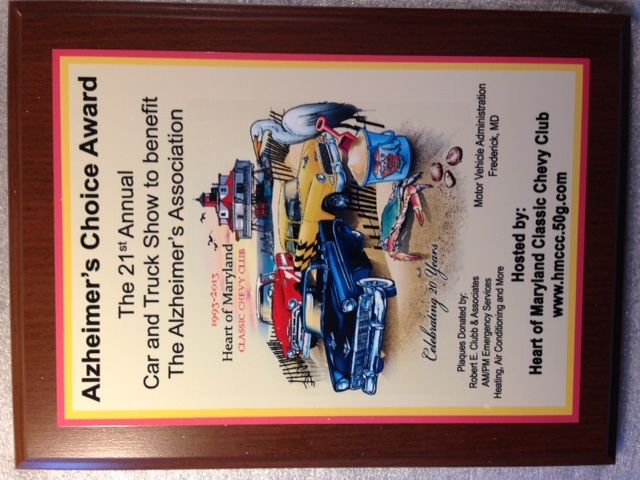 Alzheimer's Choice Award
The 21st Annual
Car and Truck Show to benefit
The Alzheimer's Association
1993-2013
Heart of Maryland
CLASSIC CHEVY CLUB
Celebrating 20 Years
Plaques Donated by:
Robert E. Clubb & Associates
AM/PM Emergency Services
Heating, Air Conditioning and More
Motor Vehicle Administration
Frederick, MD
Hosted by:
Heart of Maryland Classic Chevy Club
www.hmccc.50g.com